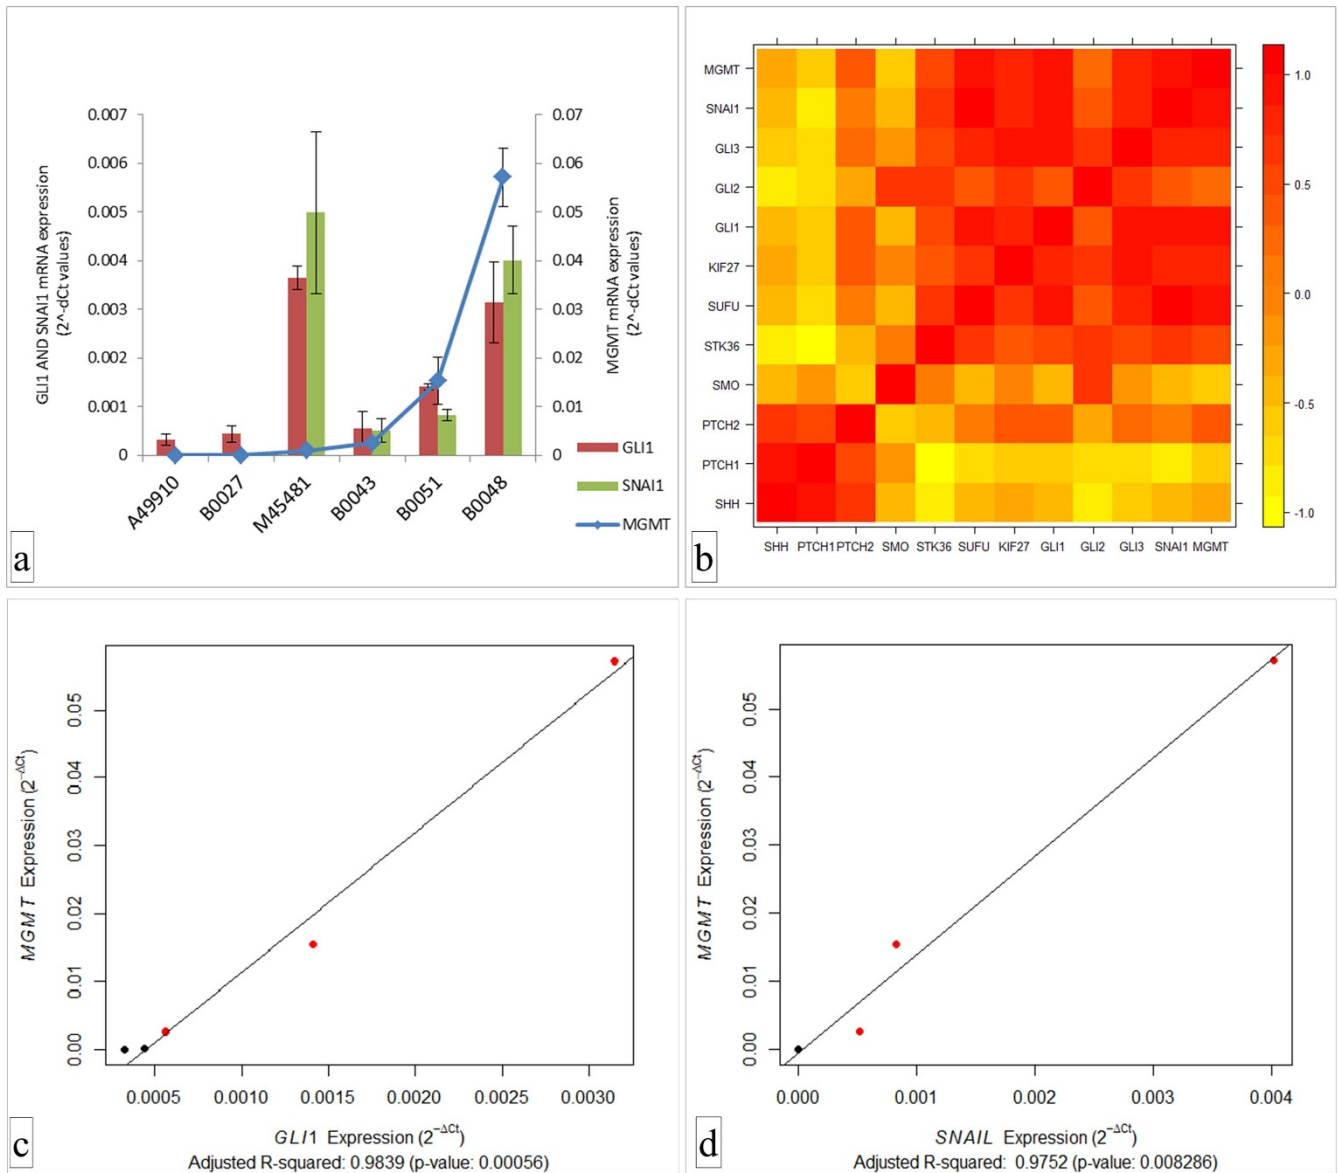 GLI1 AND SNAI1 mRNA expression
(2^-dCt values)
0.007
0.006
0.005
0.004
0.003
0.002
0.001
0
0.07
0.06
0.05
0.04
0.03
0.02
0.01
0
MGMT mRNA expression
(2^-dCt values)
A49910
B0027
M45481
B0043
B0051
B0048
GLI1
SNAI1
MGMT
a
MGMT
SNAI1
GLI3
GLI2
GLI1
KIF27
SUFU
STK36
SMO
PTCH2
PTCH1
SHH
SHH PTCH1 PTCH2 SMO STK36 SUFU KIF27 GLI1 GLI2 GLI3 SNAI1 MGMT
1.0
0.5
0.0
-0.5
-1.0
b
MGMT Expression (2^-ΔCt)
0.05
0.04
0.03
0.02
0.01
0.00
0.0005 0.0010 0.0015 0.0020 0.0025 0.0030
GLI1 Expression (2^-ΔCt)
Adjusted R-squared: 0.9839 (p-value: 0.00056)
c
MGMT Expression (2^-ΔCt)
0.05
0.04
0.03
0.02
0.01
0.00
0.000 0.001 0.002 0.003 0.004
SNAIL Expression (2^-ΔCt)
Adjusted R-squared: 0.9752 (p-value: 0.008286)
d